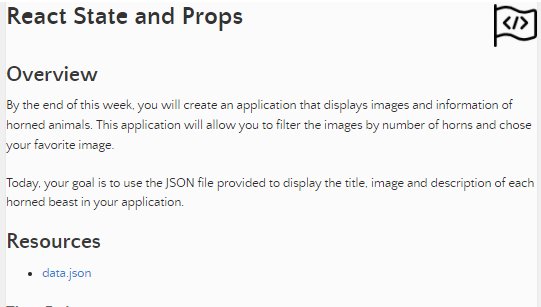 React State and Props
</>
Overview
By the end of this week, you will create an application that displays images and information of
horned animals. This application will allow you to filter the images by number of horns and chose
your favorite image.
Today, your goal is to use the JSON file provided to display the title, image and description of each
horned beast in your application.
Resources
data.json